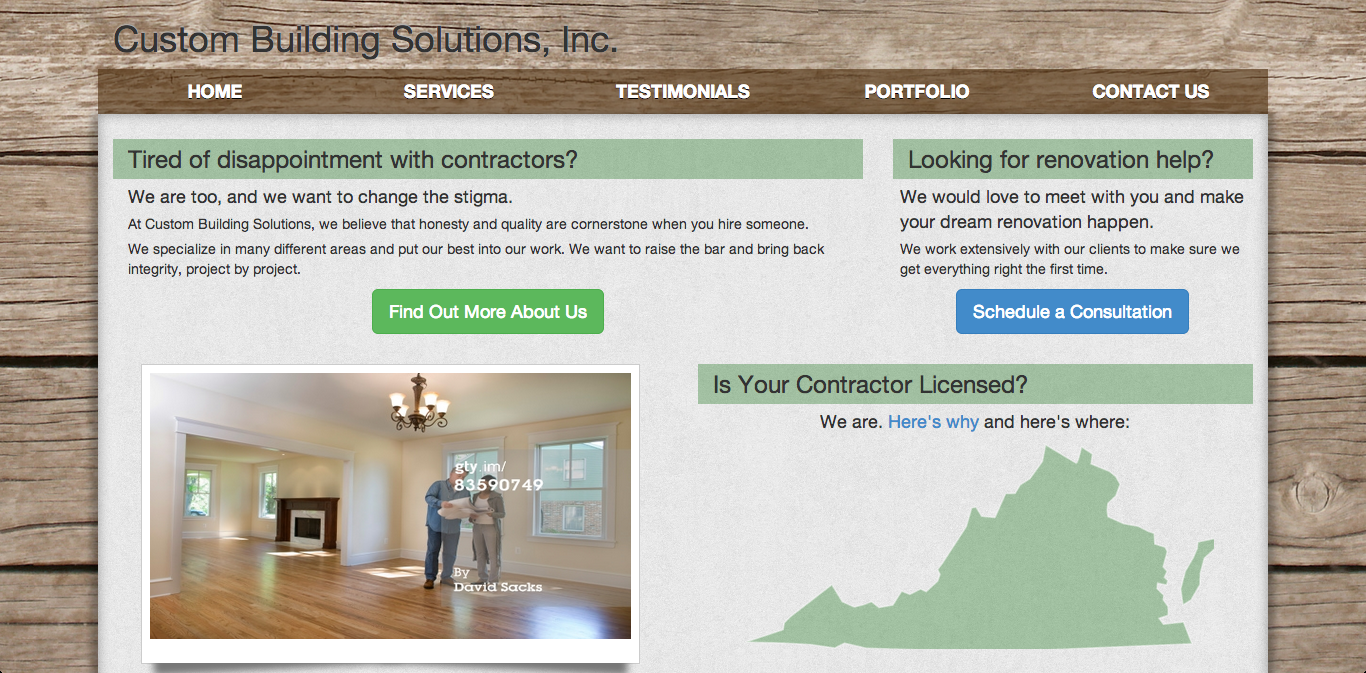 Custom Building Solutions, Inc.
HOME SERVICES TESTIMONIALS PORTFOLIO CONTACT US
Tired of disappointment with contractors?
We are too, and we want to change the stigma.
At Custom Building Solutions, we believe that honesty and quality are cornerstone when you hire someone.
We specialize in many different areas and put our best into our work. We want to raise the bar and bring back
integrity, project by project.
Find Out More About Us
Looking for renovation help?
We would love to meet with you and make
your dream renovation happen.
We work extensively with our clients to make sure we
get everything right the first time.
Schedule a Consultation
gty.im/
83590749
By
David Sacks
Is Your Contractor Licensed?
We are. Here's why and here's where: